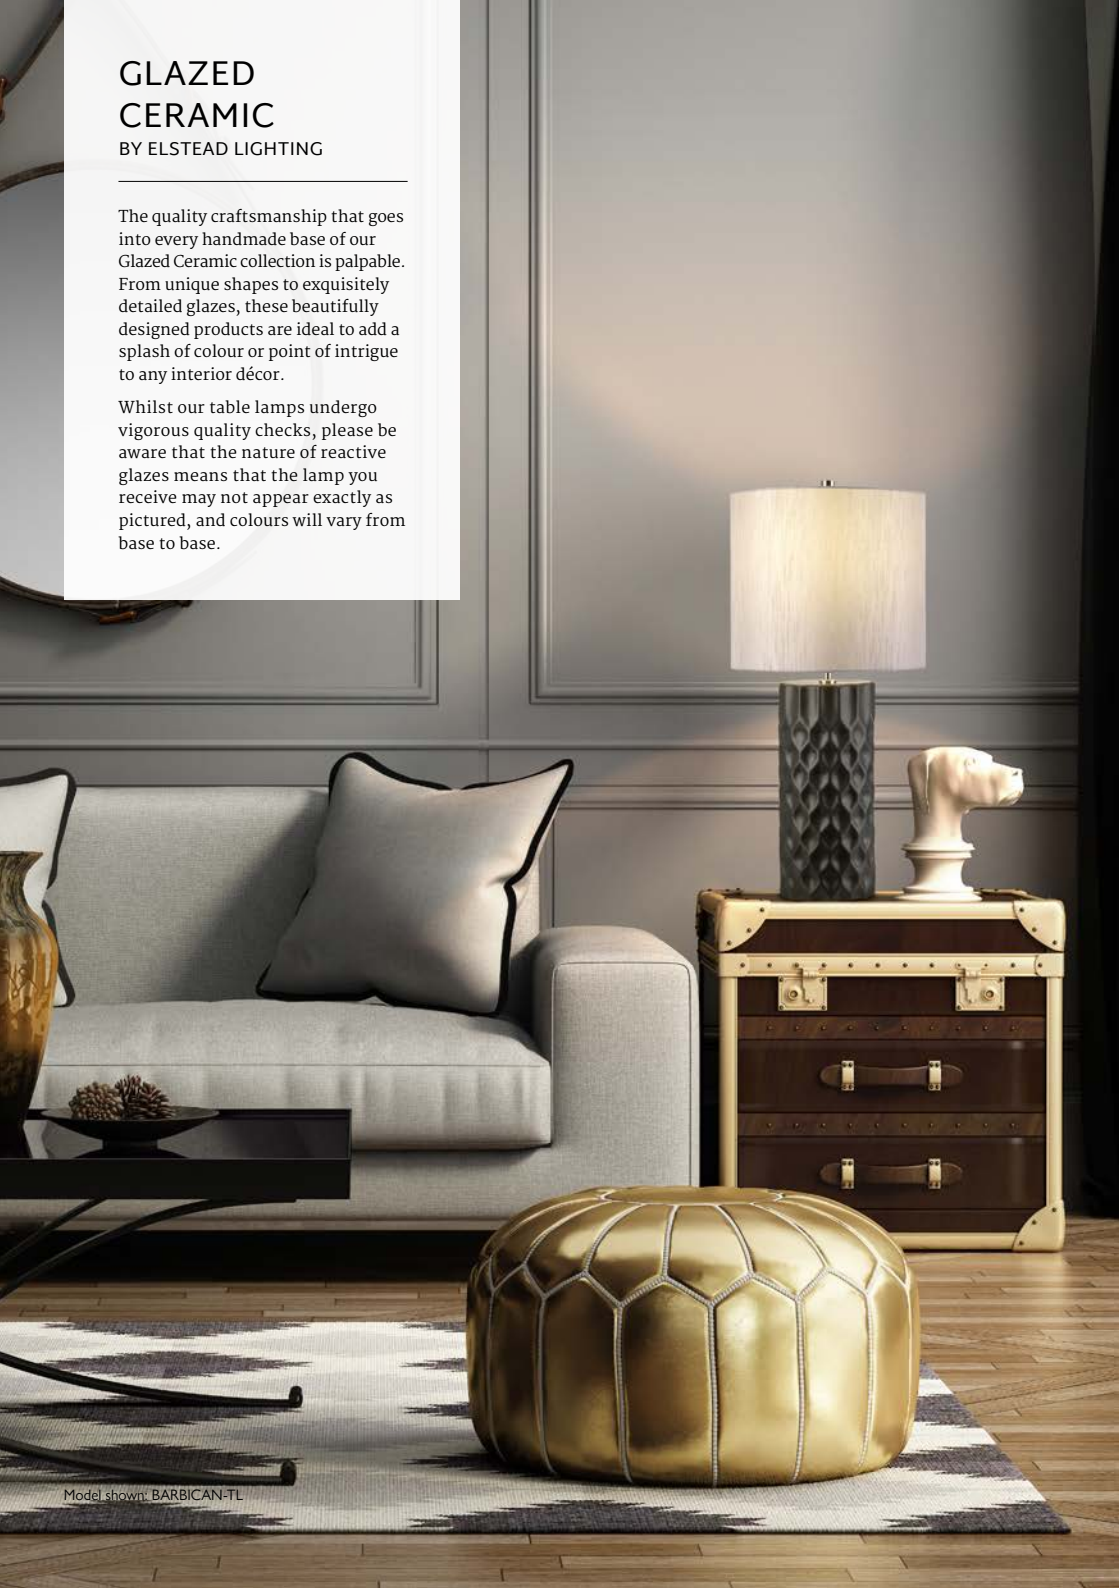 GLAZED
CERAMIC
BY ELSTEAD LIGHTING
The quality craftsmanship that goes
into every handmade base of our
Glazed Ceramic collection is palpable.
From unique shapes to exquisitely
detailed glazes, these beautifully
designed products are ideal to add a
splash of colour or point of intrigue
to any interior décor.
Whilst our table lamps undergo
vigorous quality checks, please be
aware that the nature of reactive
glazes means that the lamp you
receive may not appear exactly as
pictured, and colours will vary from
base to base.
Model shown: BARBICAN-TL